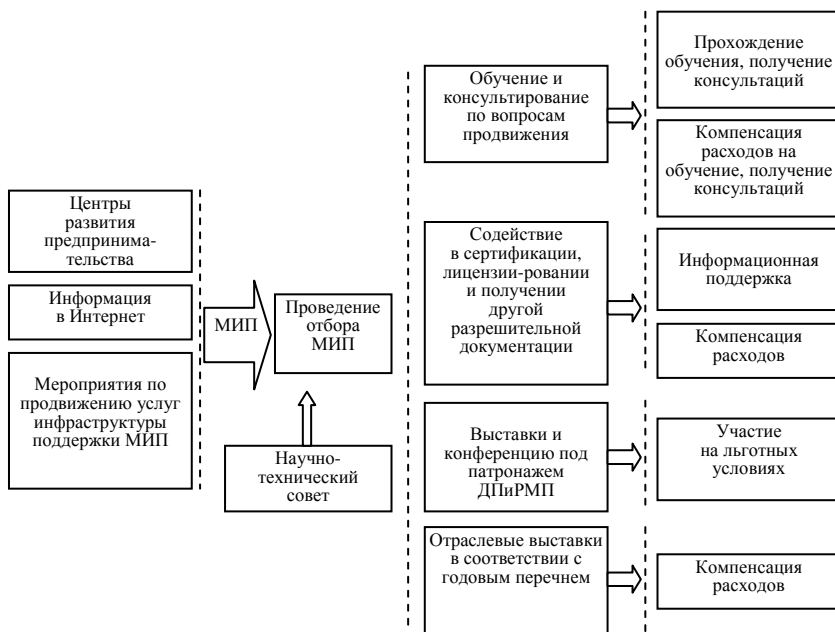 Центры
развития
предпринима-
тельства
Информация
в Интернет
Мероприятия по
продвижению услуг
инфраструктуры
поддержки МИП
МИП
Проведение
отбора
МИП
Научно-
технический
совет
Обучение и
консультирование
по вопросам
продвижения
Содействие
в сертификации,
лицензии-ровании
и получении
другой
разрешительной
документации
Выставки и
конференцию под
патронажем
ДПиРМП
Отраслевые выставки
в соответствии с
годовым перечнем
Прохождение
обучения, получение
консультаций
Компенсация
расходов на
обучение, получение
консультаций
Информационная
поддержка
Компенсация
расходов
Участие
на льготных
условиях
Компенсация
расходов